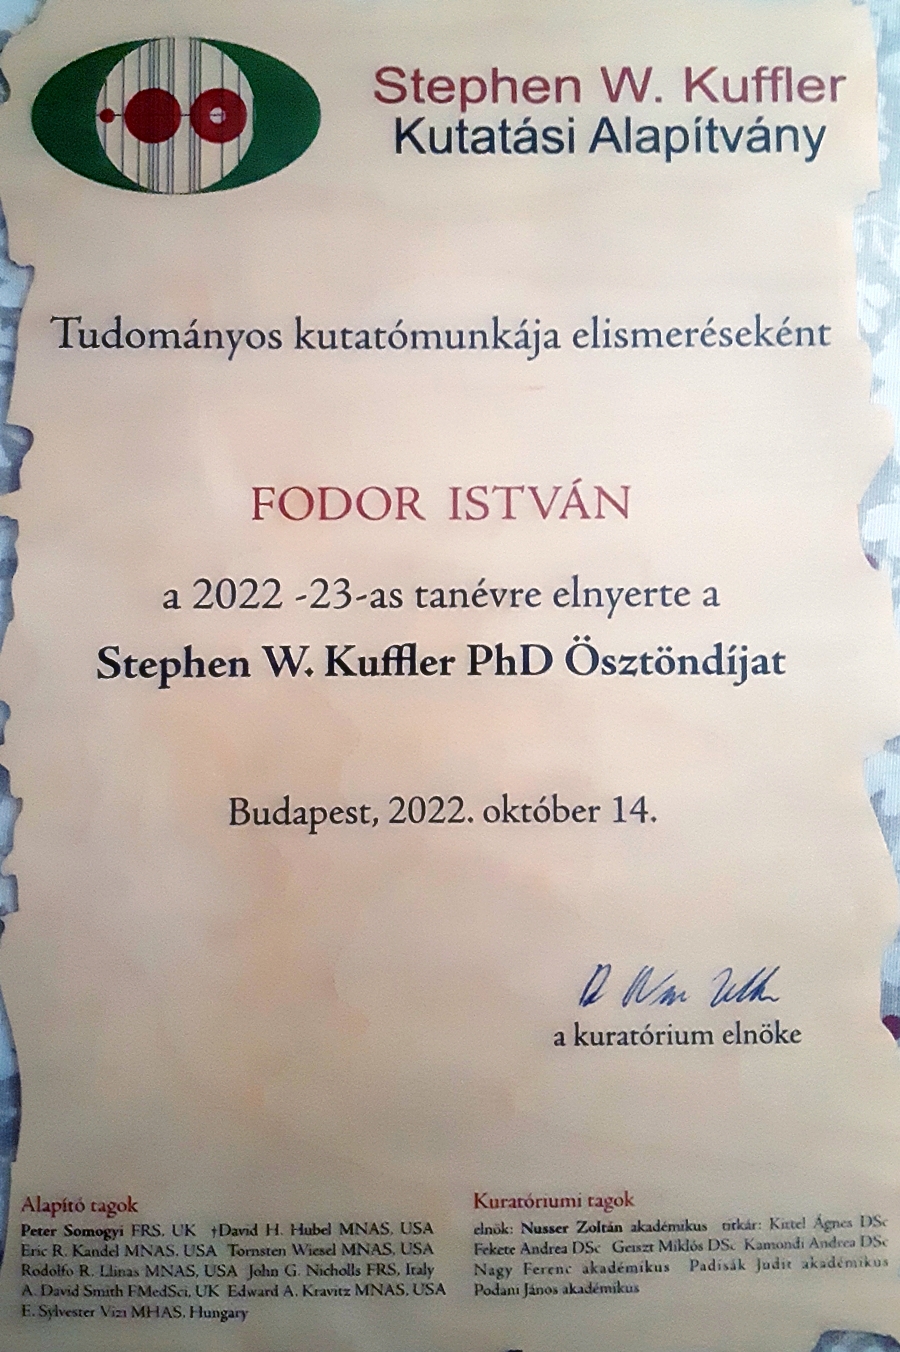 Stephen W. Kuffler
Kutatási Alapítvány
Tudományos kutatómunkája elismeréseként
FODOR ISTVÁN
a 2022 -23-as tanévre elnyerte a
Stephen W. Kuffler PhD Ösztöndíjat
Budapest, 2022. október 14.
a kuratórium elnöke
Alapító tagok
Peter Somogyi FRS, UK †David H. Hubel MNAS, USA
Eric R. Kandel MNAS, USA Tornsten Wiesel MNAS, USA
Rodolfo R. Llinas MNAS, USA John G. Nicholls FRS, Italy
A. David Smith FMedSci, UK Edward A. Kravitz MNAS, USA
E. Sylvester Vizi MHAS, Hungary
Kuratóriumi tagok
elnök: Nusser Zoltán akadémikus titkár: Kittel Ágnes DSc
Fekete Andrea DSc Geiszt Miklós DSc Kamondi Andrea DSc
Nagy Ferenc akadémikus Padisák Judit akadémikus
Podani János akadémikus